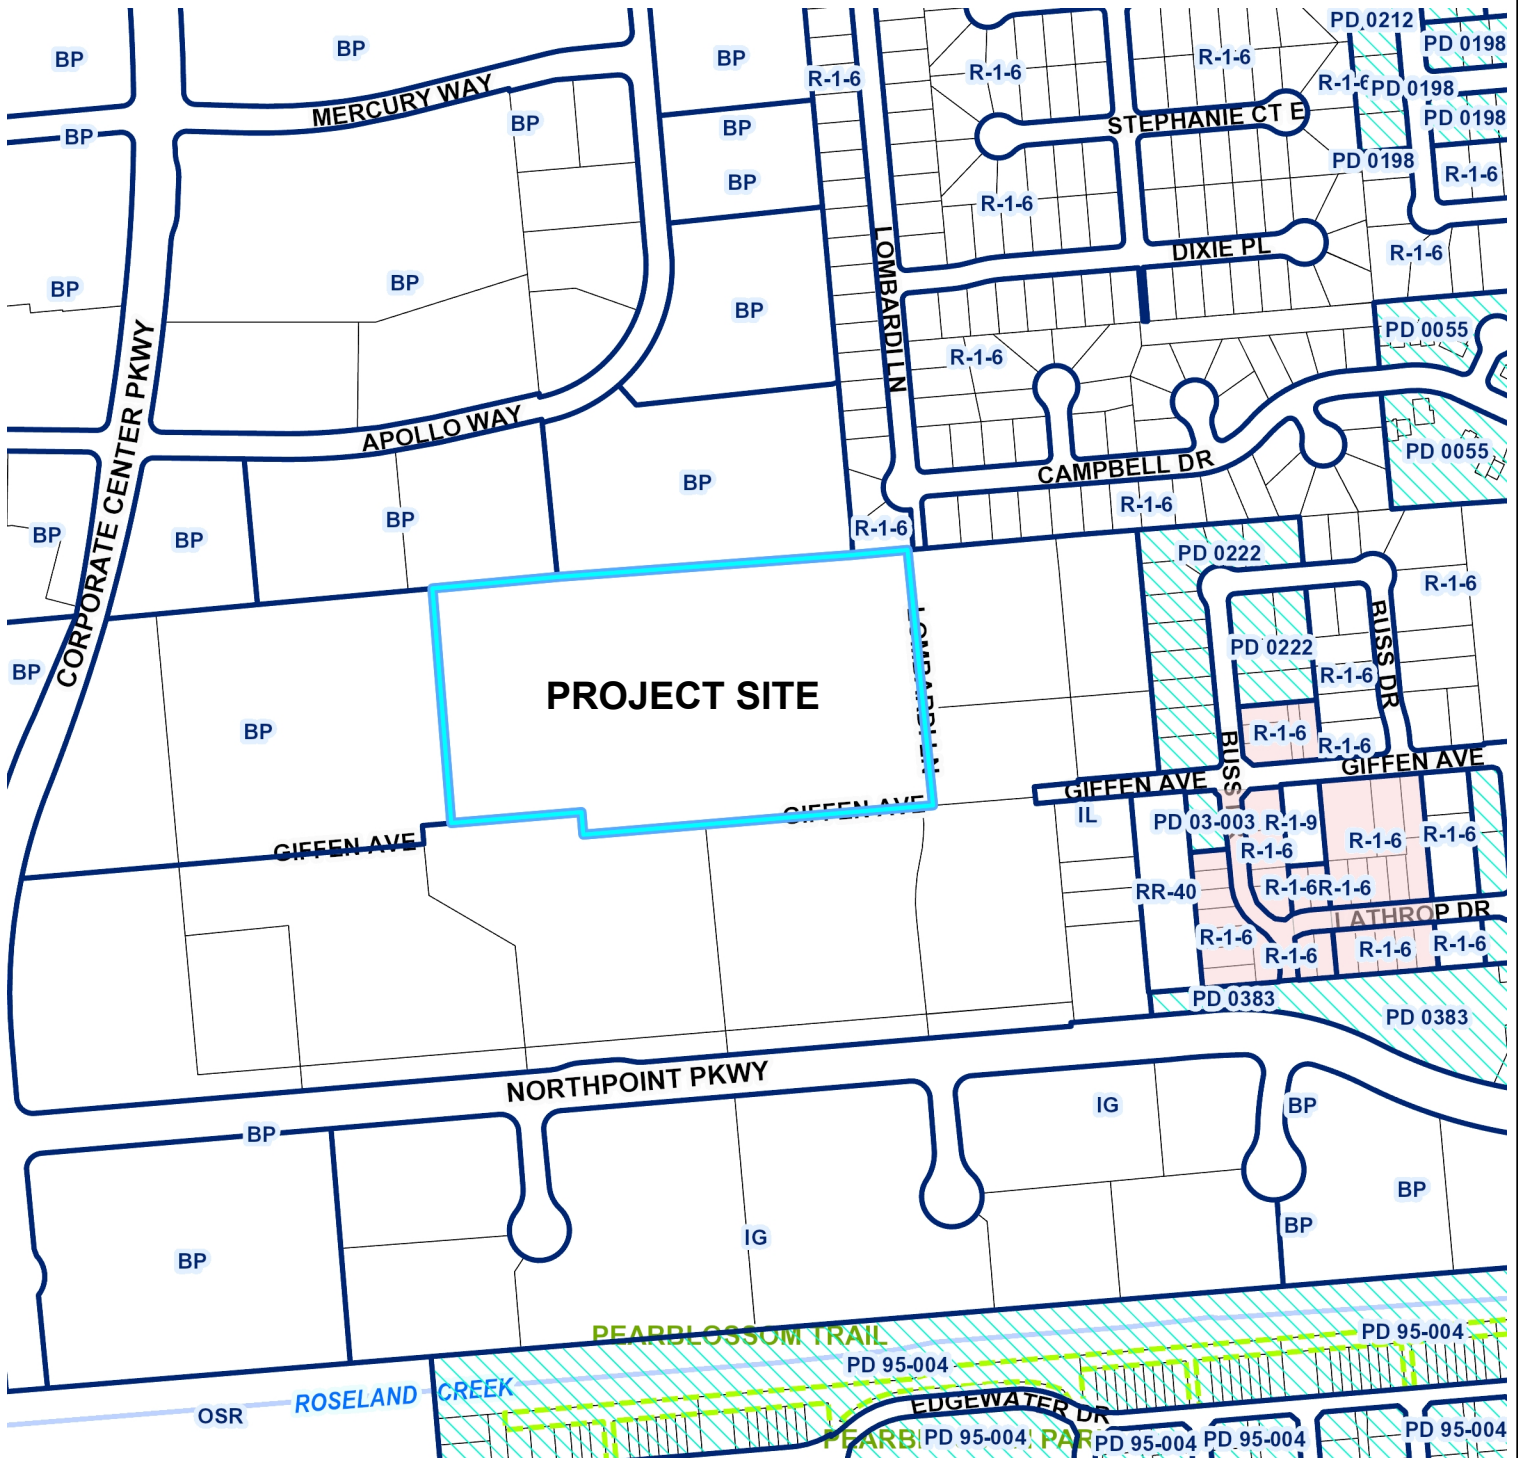 PD 0212
BP
BP
BP
R-1-6
R-1-6
R-1-6
PD 0198
R-1-6
PD 0198
MERCURY WAY
BP
BP
BP
STEPHANIE CT E
PD 0198
PD 0198
R-1-6
BP
R-1-6
LOMBARDI LN
DIXIE PL
R-1-6
BP
BP
BP
PD 0055
R-1-6
CORPORATE CENTER PKWY
APOLLO WAY
CAMPBELL DR
PD 0055
BP
R-1-6
BP
BP
BP
R-1-6
PD 0222
R-1-6
BUSS DR
PD 0222
BP
R-1-6
LOMBARDI LN
PROJECT SITE
BP
R-1-6
R-1-6
BUSS
GIFFEN AVE
GIFFEN AVE
GIFFEN AVE
GIFFEN AVE
IL
PD 03-003
R-1-9
R-1-6
R-1-6
R-1-6
RR-40
R-1-6
R-1-6
LATHROP DR
R-1-6
R-1-6
R-1-6
R-1-6
PD 0383
PD 0383
NORTHPOINT PKWY
IG
BP
BP
BP
BP
IG
BP
PEARBLOSSOM TRAIL
PD 95-004
PD 95-004
ROSELAND CREEK
OSR
EDGEWATER DR
PD 95-004
PD 95-004
PD 95-004
PD 95-004